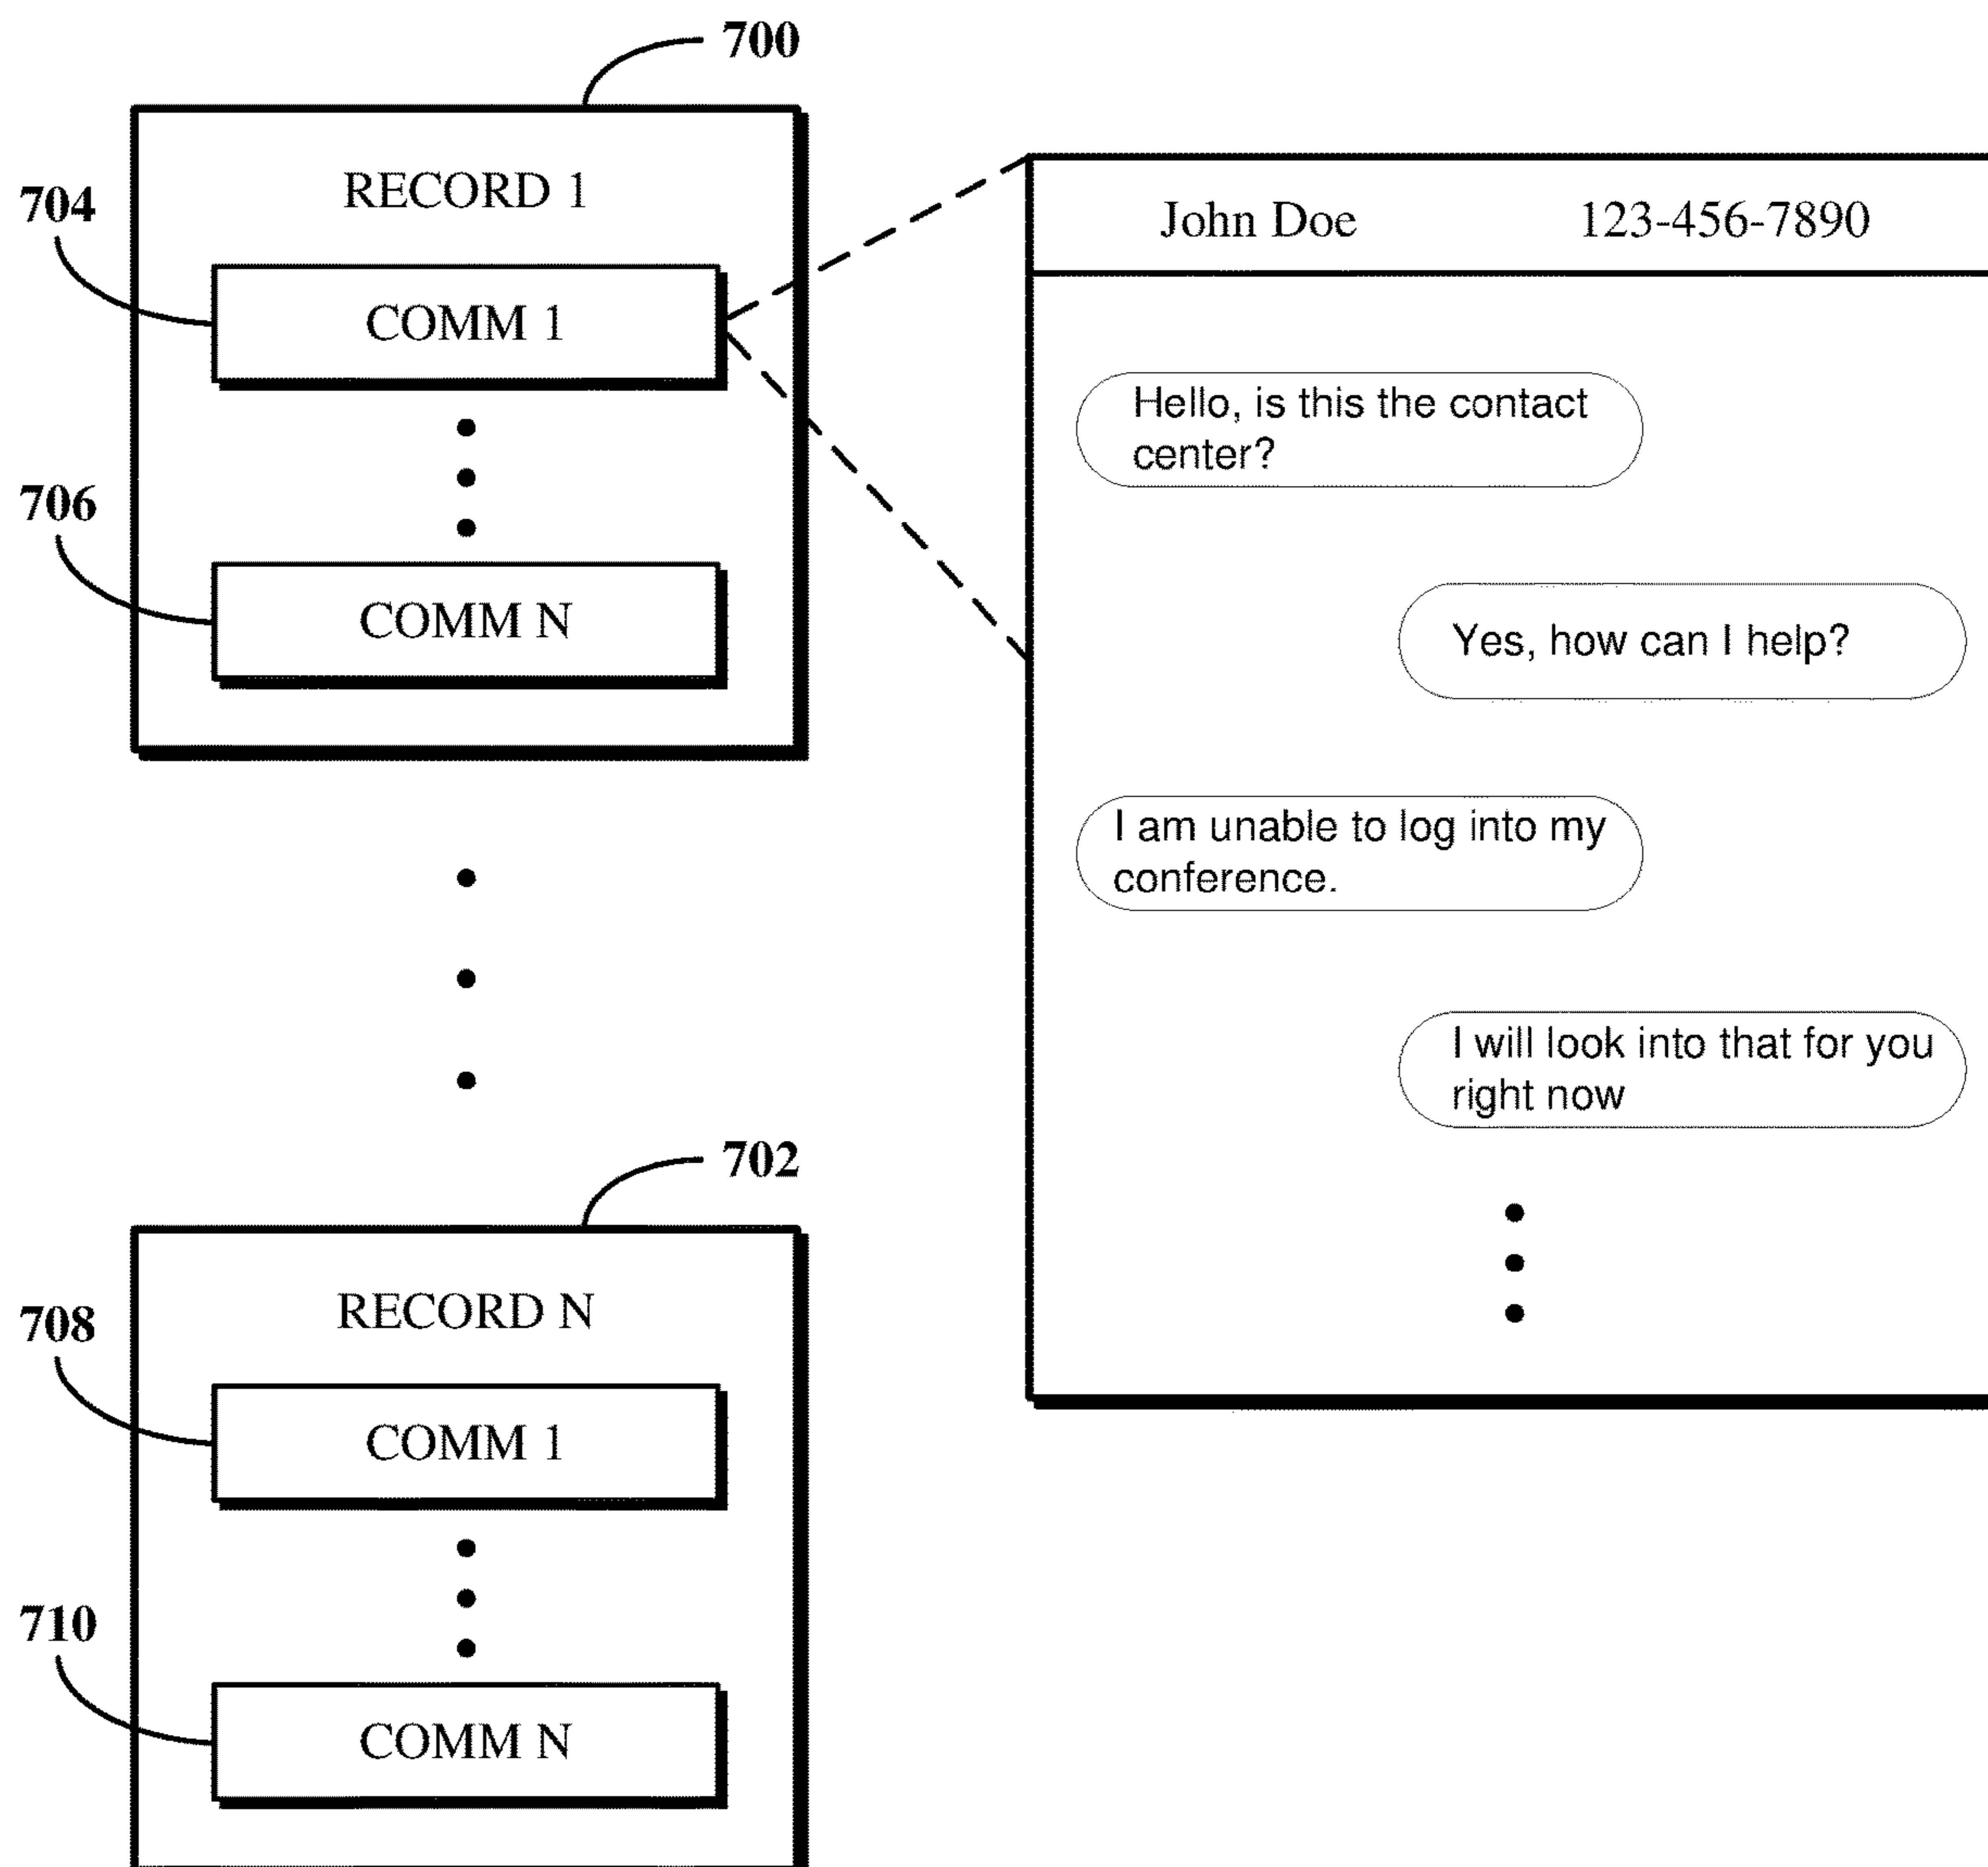 700
RECORD 1
704
COMM 1
706
COMM N
John Doe 123-456-7890
Hello, is this the contact
center?
Yes, how can I help?
I am unable to log into my
conference.
I will look into that for you
right now
702
RECORD N
708
COMM 1
710
COMM N